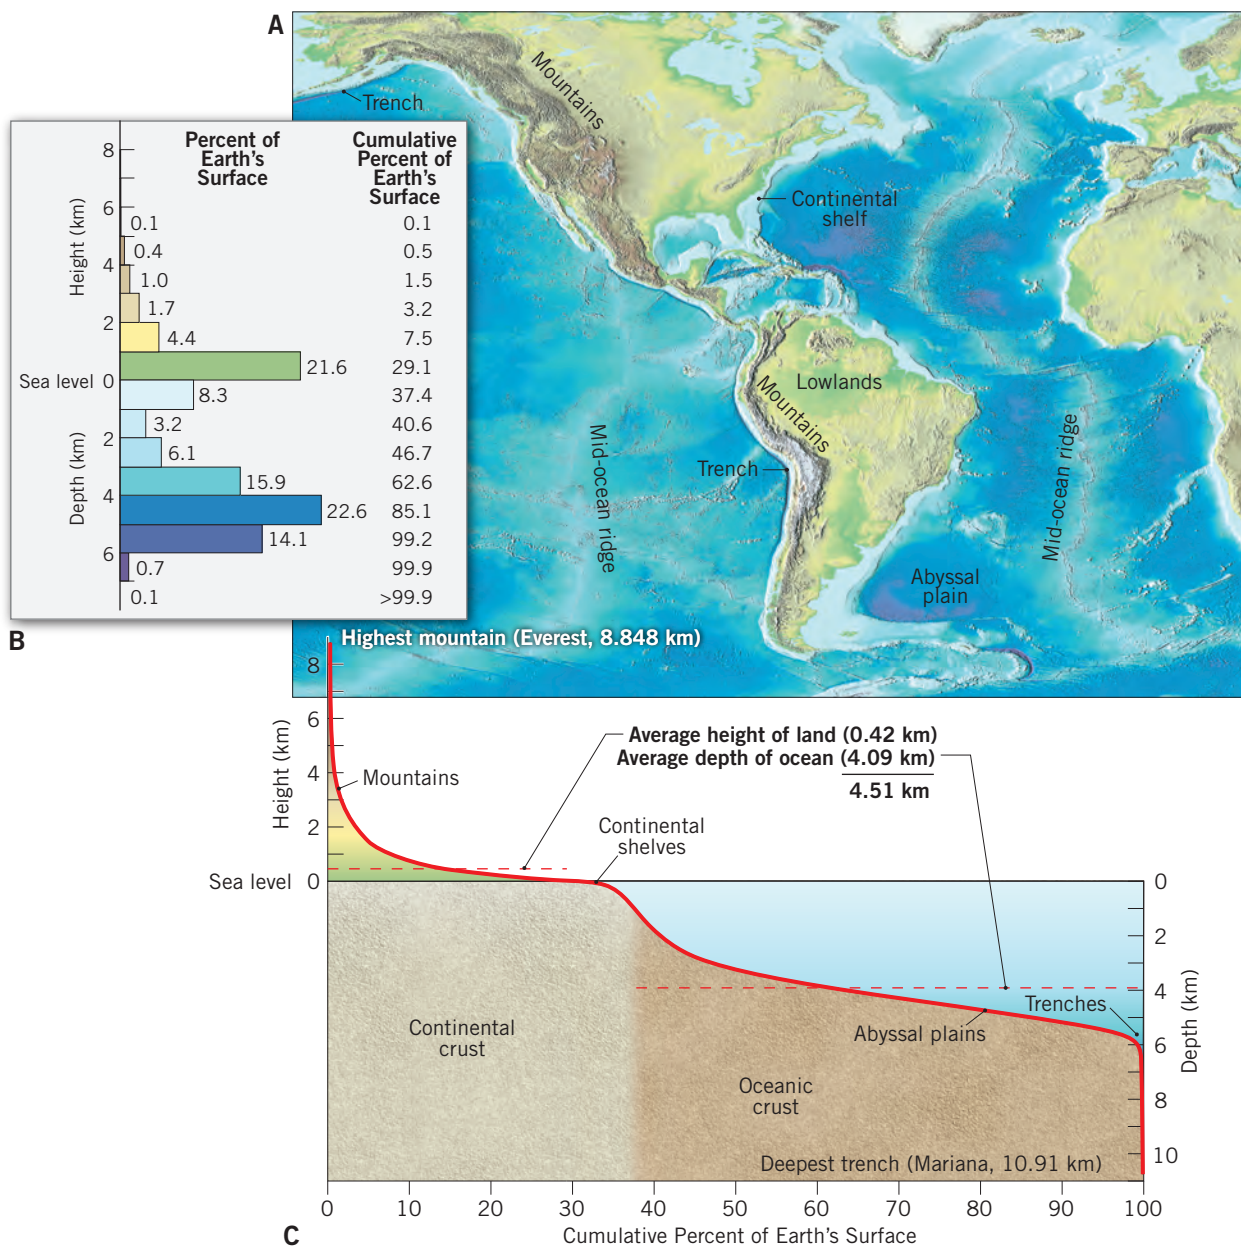 A
Mountains
Trench
Continental
shelf
Lowlands
Mountains
Trench
Mid-ocean ridge
Mid-ocean ridge
Abyssal
plain
Percent of
Earth's
Surface
Cumulative
Percent of
Earth's
Surface
Height (km)
Depth (km)
8
6
0.1 0.1
0.4 0.5
4
1.0 1.5
1.7 3.2
2
4.4 7.5
21.6 29.1
Sea level 0
8.3 37.4
3.2 40.6
2
6.1 46.7
15.9 62.6
4
22.6 85.1
14.1 99.2
6
0.7 99.9
0.1 >99.9
B
Highest mountain (Everest, 8.848 km)
8
6
4
2
Sea level 0
Height (km)
Mountains
Average height of land (0.42 km)
Average depth of ocean (4.09 km)
4.51 km
Continental
shelves
0
2
4
6
8
10
Depth (km)
Trenches
Abyssal plains
Continental
crust
Oceanic
crust
Deepest trench (Mariana, 10.91 km)
0 10 20 30 40 50 60 70 80 90 100
C
Cumulative Percent of Earth's Surface